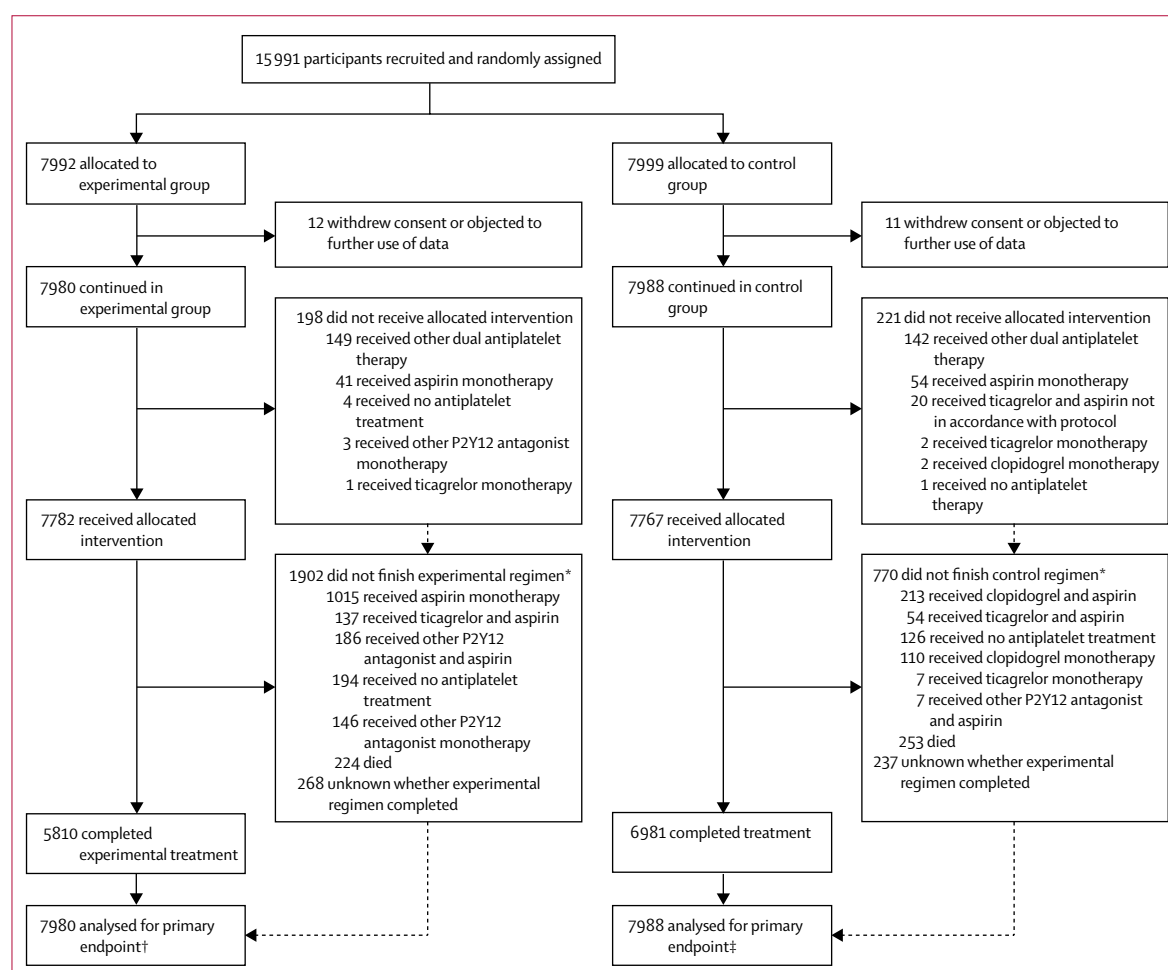 15 991 participants recruited and randomly assigned
7992 allocated to
experimental group
7999 allocated to control
group
12 withdrew consent or objected to
further use of data
11 withdrew consent or objected to
further use of data
7980 continued in
experimental group
7988 continued in control
group
198 did not receive allocated intervention
149 received other dual antiplatelet
therapy
41 received aspirin monotherapy
4 received no antiplatelet
treatment
3 received other P2Y12 antagonist
monotherapy
1 received ticagrelor monotherapy
221 did not receive allocated intervention
142 received other dual antiplatelet
therapy
54 received aspirin monotherapy
20 received ticagrelor and aspirin not
in accordance with protocol
2 received ticagrelor monotherapy
2 received clopidogrel monotherapy
1 received no antiplatelet
therapy
7782 received allocated
intervention
7767 received allocated
intervention
1902 did not finish experimental regimen*
1015 received aspirin monotherapy
137 received ticagrelor and aspirin
186 received other P2Y12
antagonist and aspirin
194 received no antiplatelet
treatment
146 received other P2Y12
antagonist monotherapy
224 died
268 unknown whether experimental
regimen completed
770 did not finish control regimen*
213 received clopidogrel and aspirin
54 received ticagrelor and aspirin
126 received no antiplatelet treatment
110 received clopidogrel monotherapy
7 received ticagrelor monotherapy
7 received other P2Y12 antagonist
and aspirin
253 died
237 unknown whether experimental
regimen completed
5810 completed
experimental treatment
6981 completed treatment
7980 analysed for primary
endpoint†
7988 analysed for primary
endpoint‡